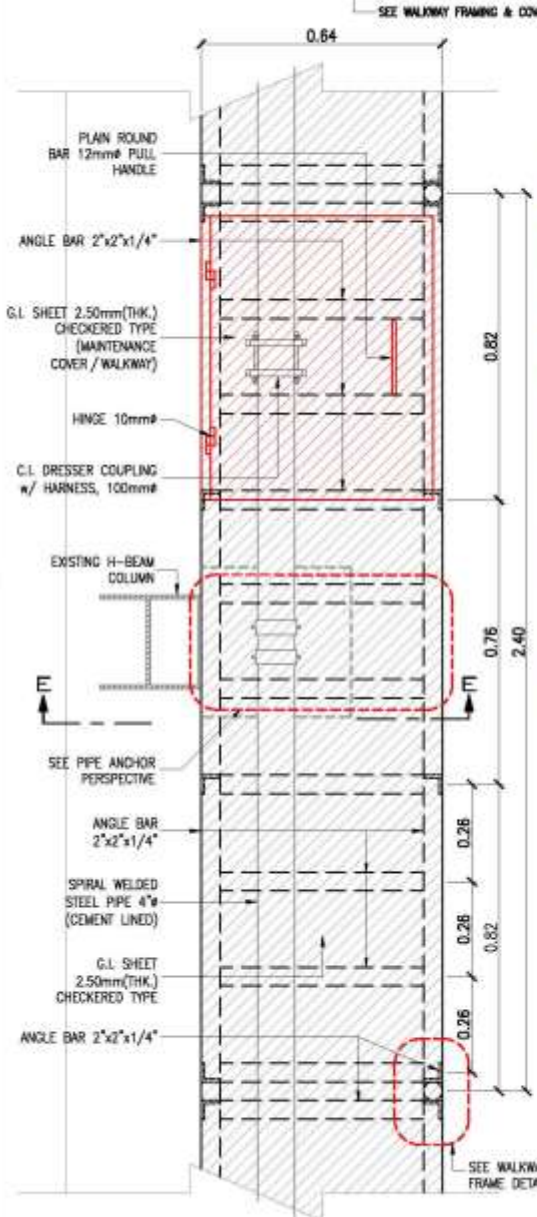 SEE WALKWAY FRAMING & COV
0.64
PLAIN ROUND
BAR 12mmø PULL
HANDLE
ANGLE BAR 2"x2"x1/4"
G.I. SHEET 2.50mm(THK.)
CHECKERED TYPE
(MAINTENANCE
COVER / WALKWAY)
0.82
HINGE 10mmø
C.I. DRESSER COUPLING
w/ HARNESS, 100mmø
EXISTING H-BEAM
COLUMN
0.76
2.40
E
E
SEE PIPE ANCHOR
PERSPECTIVE
ANGLE BAR
2"x2"x1/4"
0.26
SPIRAL WELDED
STEEL PIPE 4"ø
(CEMENT LINED)
0.26
0.82
G.I. SHEET
2.50mm(THK.)
CHECKERED TYPE
0.26
ANGLE BAR 2"x2"x1/4"
SEE WALKWA
FRAME DETA